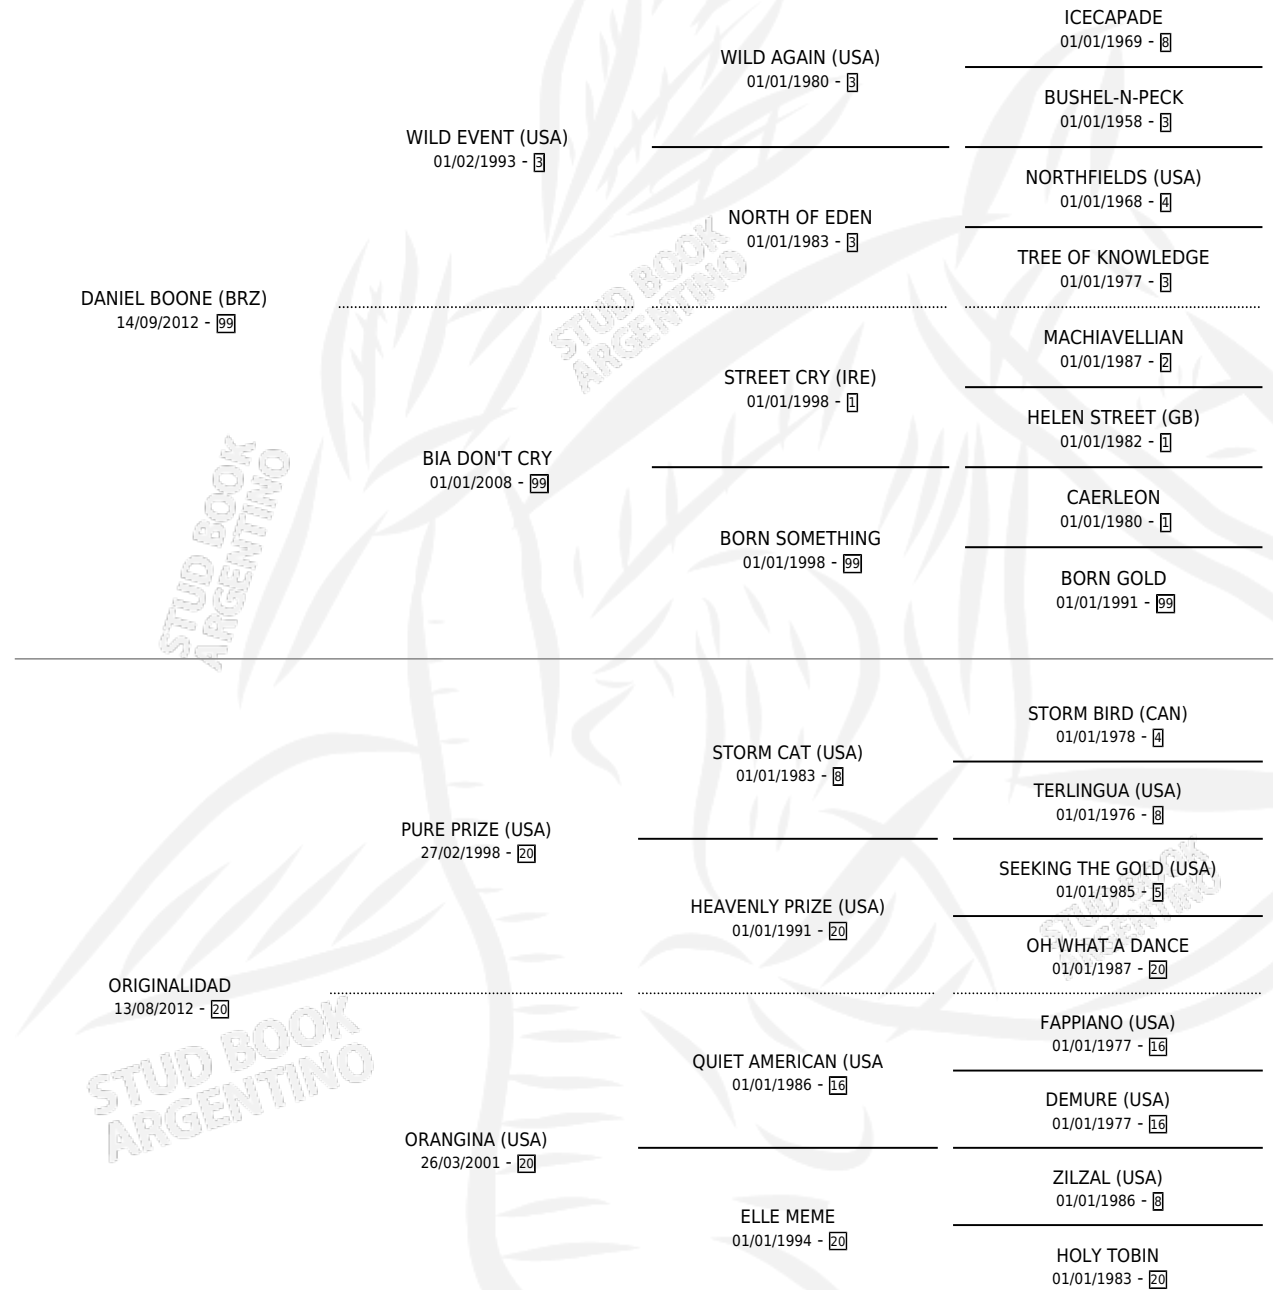 ICECAPADE
01/01/1969 - 8
WILD AGAIN (USA)
01/01/1980 - 3
BUSHEL-N-PECK
01/01/1958 - 3
WILD EVENT (USA)
01/02/1993 - 3
NORTHFIELDS (USA)
01/01/1968 - 4
NORTH OF EDEN
01/01/1983 - 3
TREE OF KNOWLEDGE
01/01/1977 - 3
DANIEL BOONE (BRZ)
14/09/2012 - 99
MACHIAVELLIAN
01/01/1987 - 2
STREET CRY (IRE)
01/01/1998 - 1
HELEN STREET (GB)
01/01/1982 - 1
BIA DON'T CRY
01/01/2008 - 99
CAERLEON
01/01/1980 - 1
BORN SOMETHING
01/01/1998 - 99
BORN GOLD
01/01/1991 - 99
STUD BOOK
ARGENTINO
STUD BOOK
ARGENTINO
STORM BIRD (CAN)
01/01/1978 - 4
STORM CAT (USA)
01/01/1983 - 8
TERLINGUA (USA)
01/01/1976 - 8
PURE PRIZE (USA)
27/02/1998 - 20
SEEKING THE GOLD (USA)
01/01/1985 - 5
HEAVENLY PRIZE (USA)
01/01/1991 - 20
OH WHAT A DANCE
01/01/1987 - 20
ORIGINALIDAD
13/08/2012 - 20
FAPPIANO (USA)
01/01/1977 - 16
QUIET AMERICAN (USA
01/01/1986 - 16
DEMURE (USA)
01/01/1977 - 16
ORANGINA (USA)
26/03/2001 - 20
ZILZAL (USA)
01/01/1986 - 8
ELLE MEME
01/01/1994 - 20
HOLY TOBIN
01/01/1983 - 20
STUD BOOK
ARGENTINO
STUD BOOK
ARGENTINO